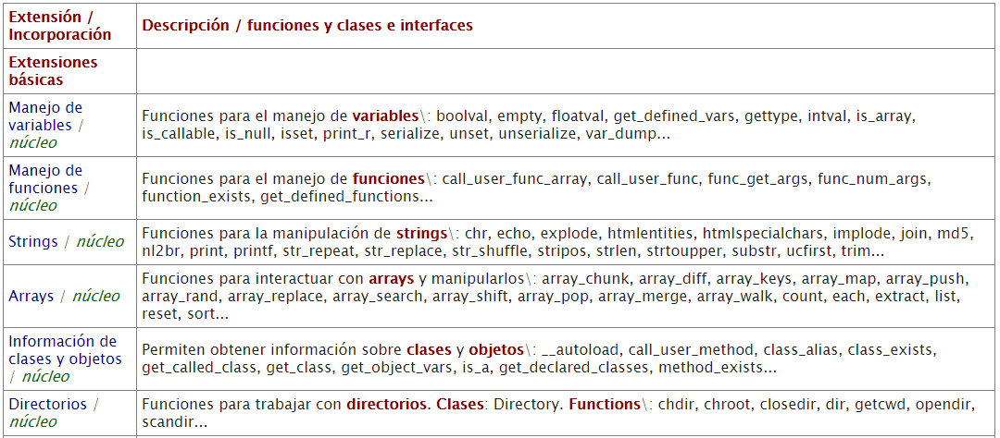 Extensión /
Incorporación
Descripción / funciones y clases e interfaces
Extensiones
básicas
Manejo de
variables /
núcleo
Funciones para el manejo de variables\: boolval, empty, floatval, get_defined_vars, gettype, intval, is_array,
is_callable, is_null, isset, print_r, serialize, unset, unserialize, var_dump...
Manejo de
funciones /
núcleo
Funciones para el manejo de funciones\: call_user_func_array, call_user_func, func_get_args, func_num_args,
function_exists, get_defined_functions...
Strings / núcleo
Funciones para la manipulación de strings\: chr, echo, explode, htmlentities, htmlspecialchars, implode, join, md5,
nl2br, print, printf, str_repeat, str_replace, str_shuffle, stripos, strlen, strtoupper, substr, ucfirst, trim...
Arrays / núcleo
Funciones para interactuar con arrays y manipularlos\: array_chunk, array_diff, array_keys, array_map, array_push,
array_rand, array_replace, array_search, array_shift, array_pop, array_merge, array_walk, count, each, extract, list,
reset, sort...
Información de
clases y objetos
/ núcleo
Permiten obtener información sobre clases y objetos\: __autoload, call_user_method, class_alias, class_exists,
get_called_class, get_class, get_object_vars, is_a, get_declared_classes, method_exists...
Directorios /
núcleo
Funciones para trabajar con directorios. Clases: Directory. Functions\: chdir, chroot, closedir, dir, getcwd, opendir,
scandir...